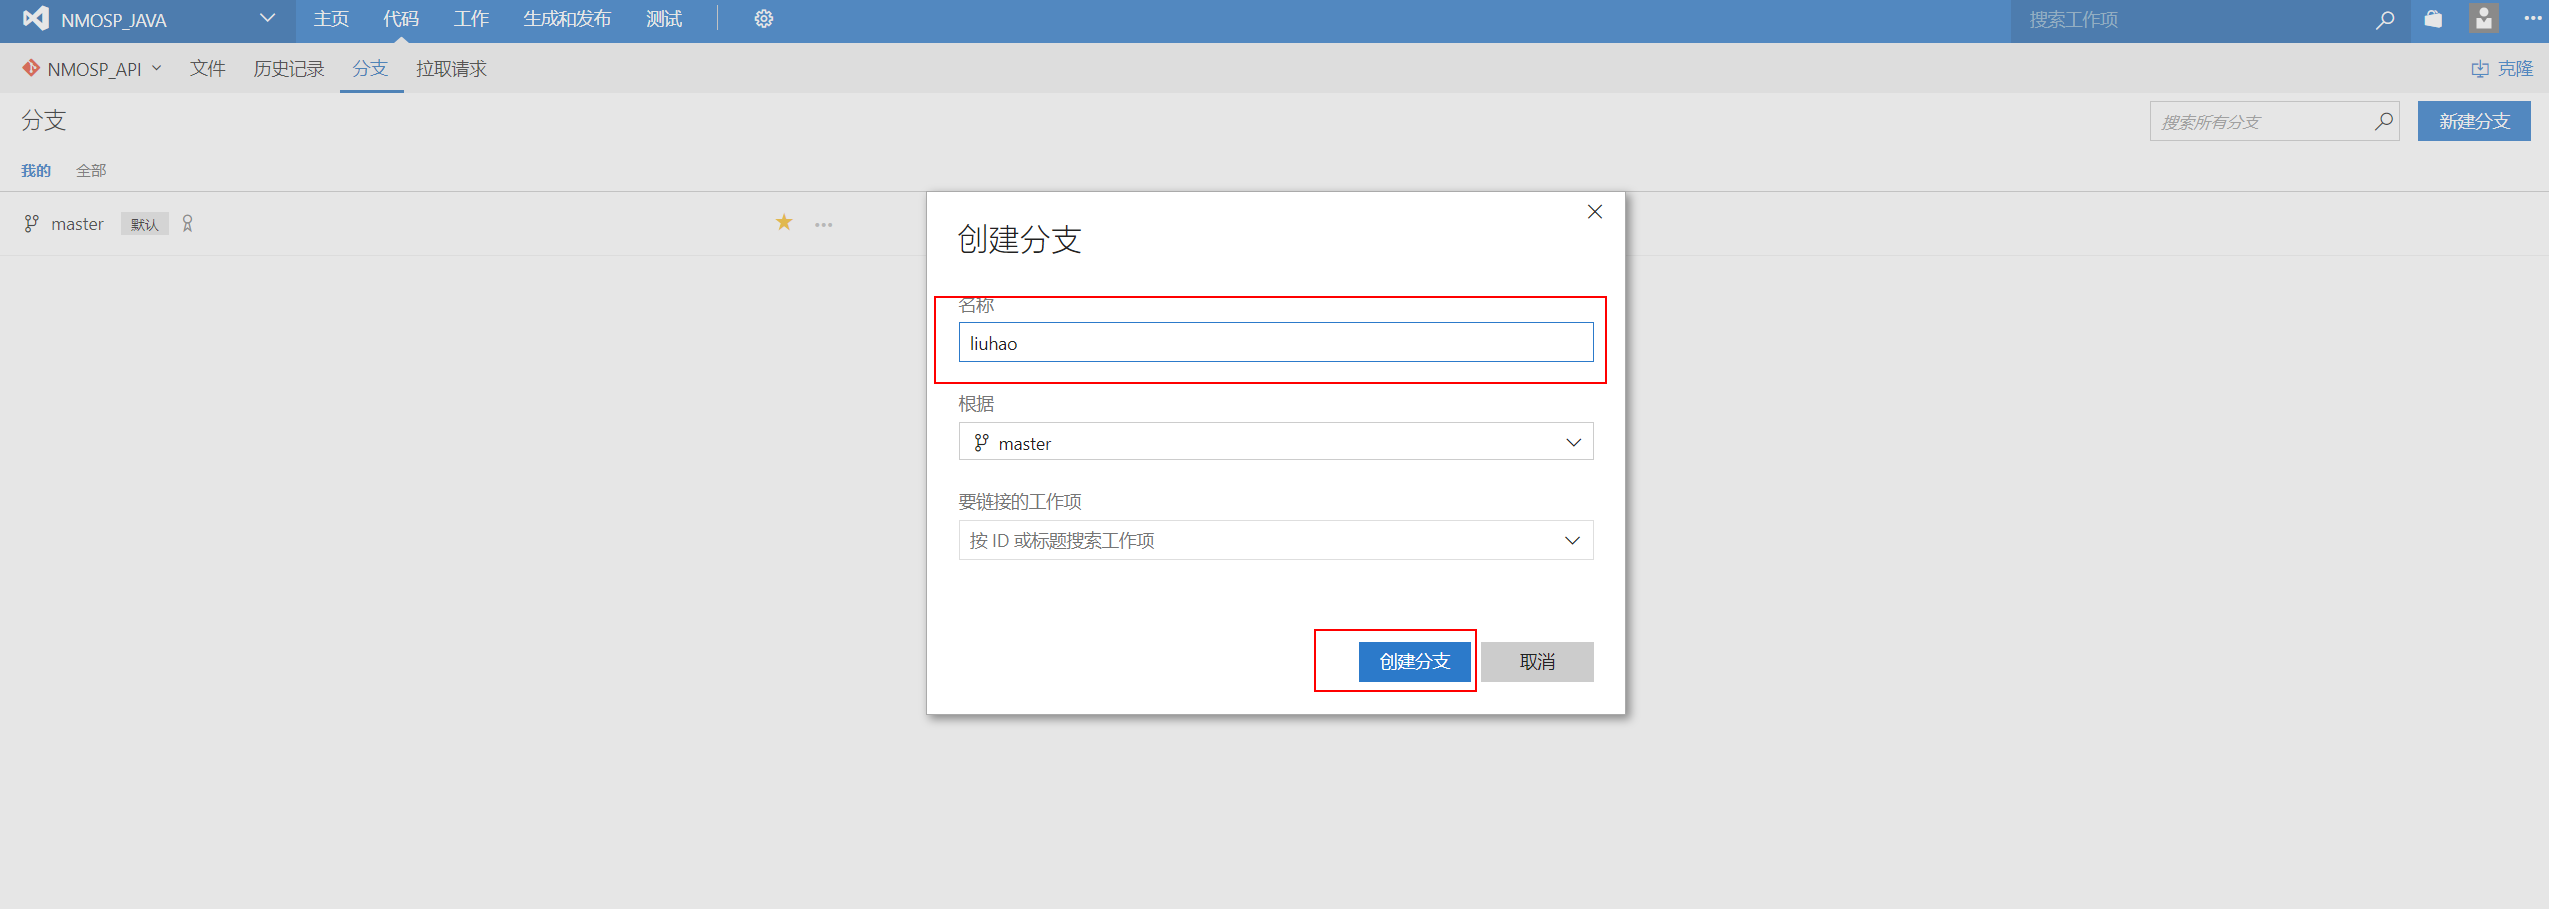 NMOSP_JAVA 主页 代码 工作 生成和发布 测试 搜索工作项
NMOSP_API 文件 历史记录 分支 拉取请求 克隆
分支 搜索所有分支 新建分支
我的 全部
master 默认
创建分支
名称
liuhao
根据
master
要链接的工作项
按 ID 或标题搜索工作项
创建分支 取消